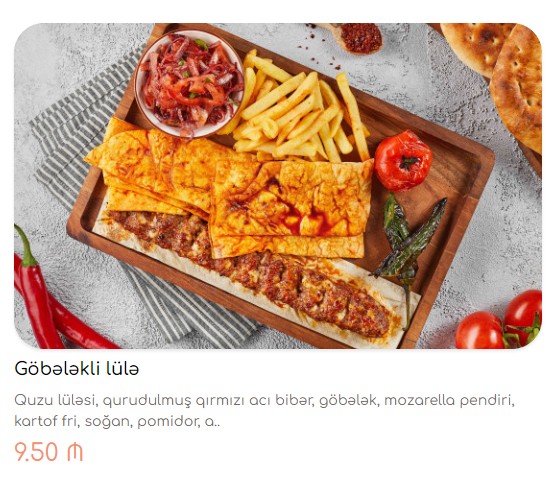 Göbələkli lülə
Quzu lüləsi, qurudulmuş qırmızı acı bibər, göbələk, mozarella pendiri,
kartof fri, soğan, pomidor, a..
9.50 ₼